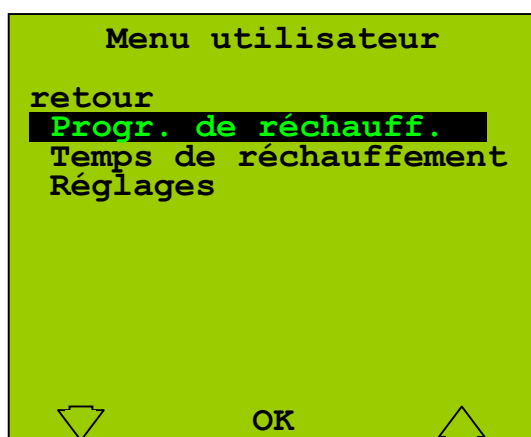 Menu utilisateur
retour
Progr. de réchauff.
Temps de réchauffement
Réglages
OK